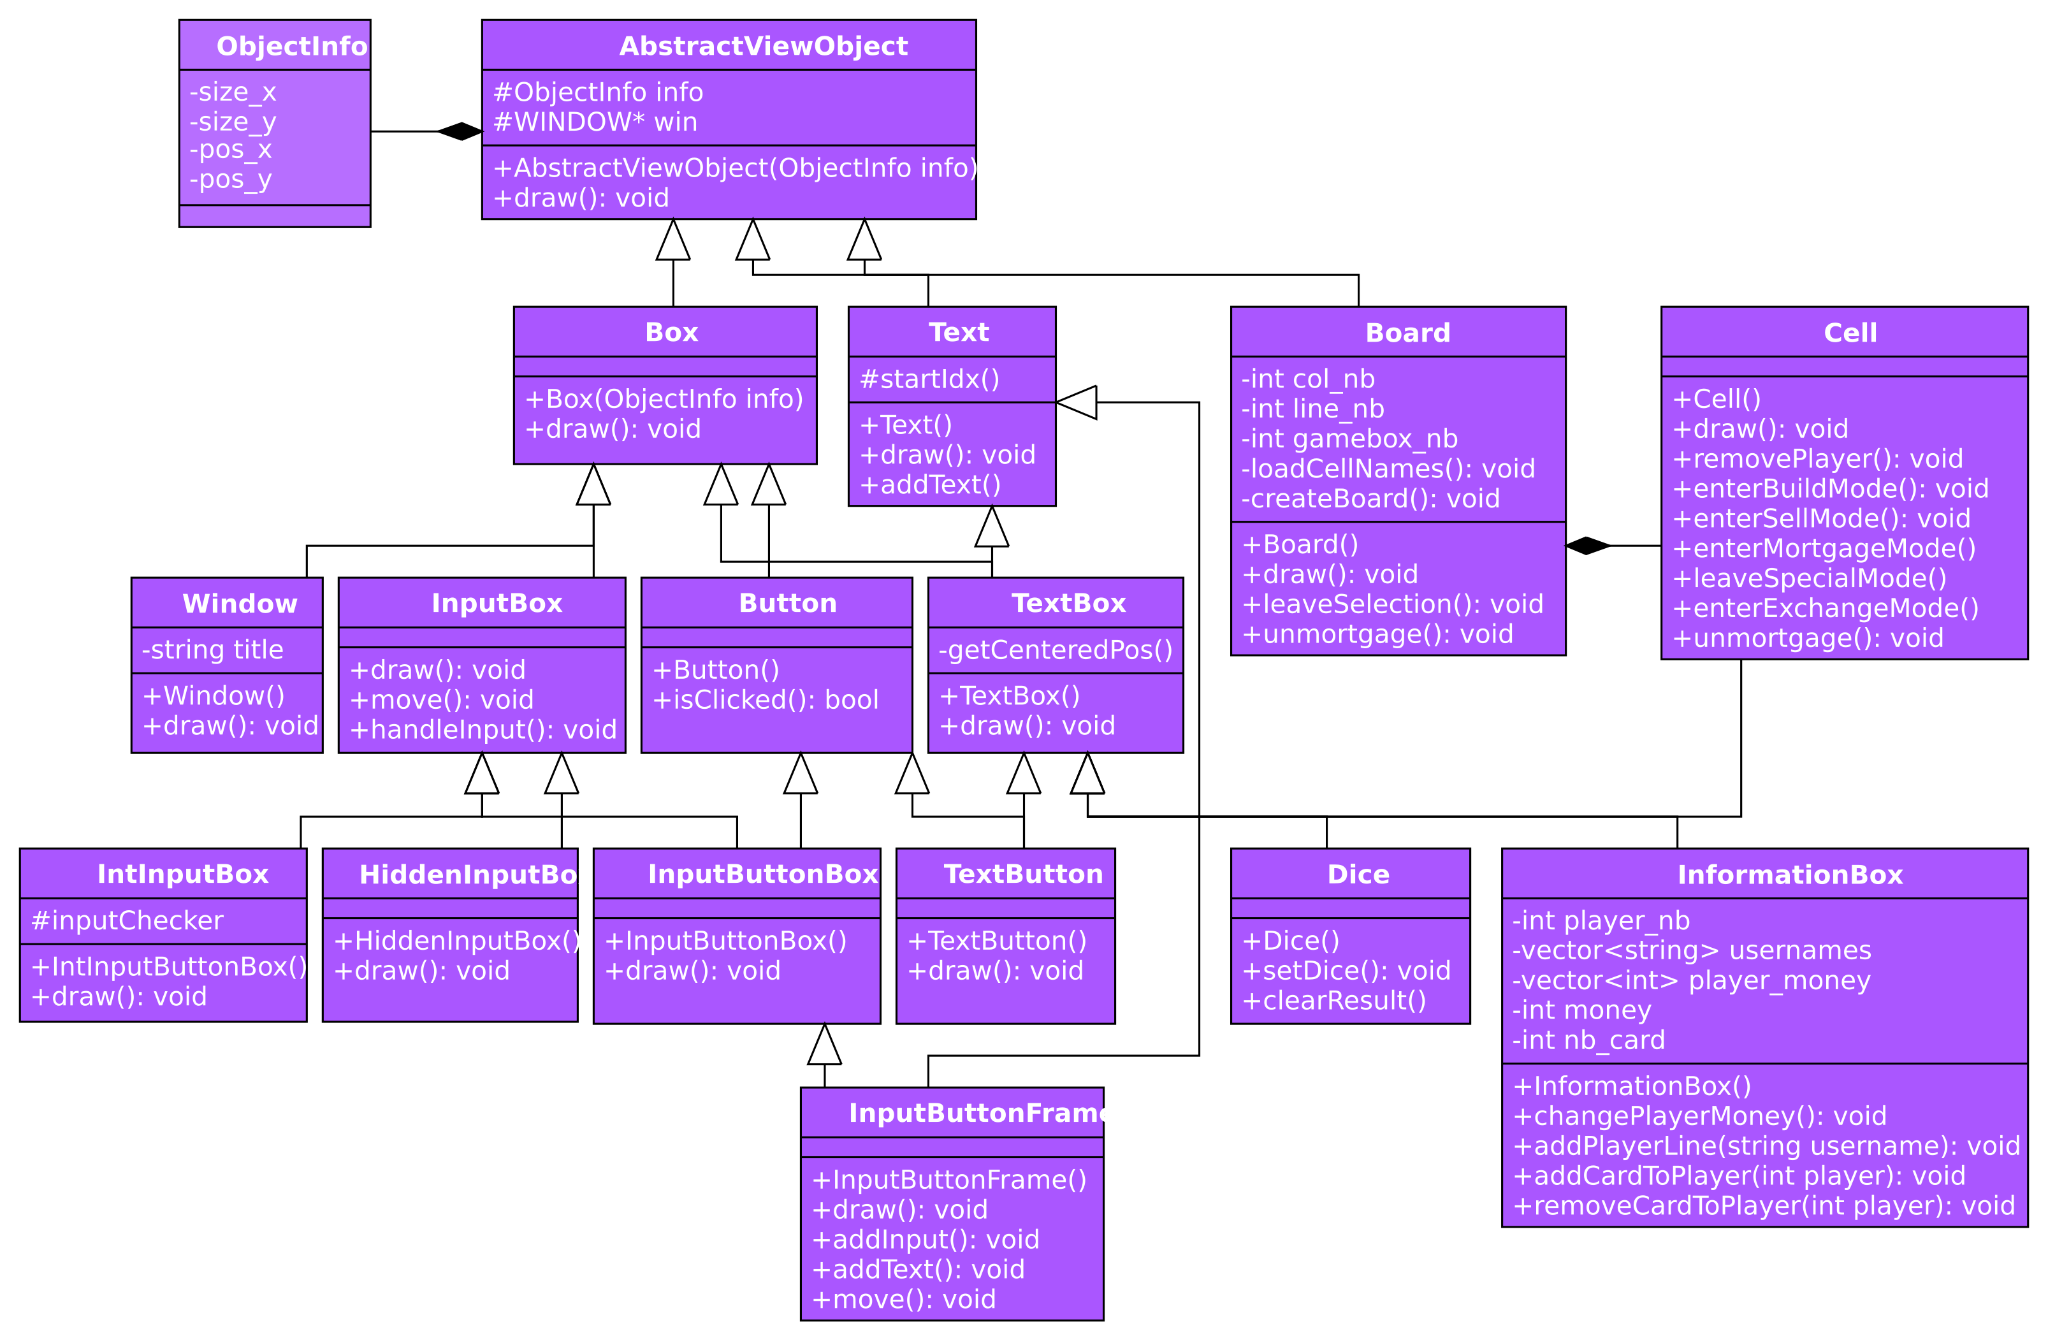 ObjectInfo
-size_x
-size_y
-pos_x
-pos_y
AbstractViewObject
#ObjectInfo info
#WINDOW* win
+AbstractViewObject(ObjectInfo info)
+draw(): void
Box
+Box(ObjectInfo info)
+draw(): void
Text
#startIdx()
+Text()
+draw(): void
+addText()
Board
-int col_nb
-int line_nb
-int gamebox_nb
-loadCellNames(): void
-createBoard(): void
+Board()
+draw(): void
+leaveSelection(): void
+unmortgage(): void
Cell
+Cell()
+draw(): void
+removePlayer(): void
+enterBuildMode(): void
+enterSellMode(): void
+enterMortgageMode()
+leaveSpecialMode()
+enterExchangeMode()
+unmortgage(): void
Window
-string title
+Window()
+draw(): void
InputBox
+draw(): void
+move(): void
+handleInput(): void
Button
+Button()
+isClicked(): bool
TextBox
-getCenteredPos()
+TextBox()
+draw(): void
IntInputBox
#inputChecker
+IntInputButtonBox()
+draw(): void
HiddenInputBo
+HiddenInputBox()
+draw(): void
InputButtonBox
+InputButtonBox()
+draw(): void
TextButton
+TextButton()
+draw(): void
Dice
+Dice()
+setDice(): void
+clearResult()
InformationBox
-int player_nb
-vector<string> usernames
-vector<int> player_money
-int money
-int nb_card
+InformationBox()
+changePlayerMoney(): void
+addPlayerLine(string username): void
+addCardToPlayer(int player): void
+removeCardToPlayer(int player): void
InputButtonFrame
+InputButtonFrame()
+draw(): void
+addInput(): void
+addText(): void
+move(): void